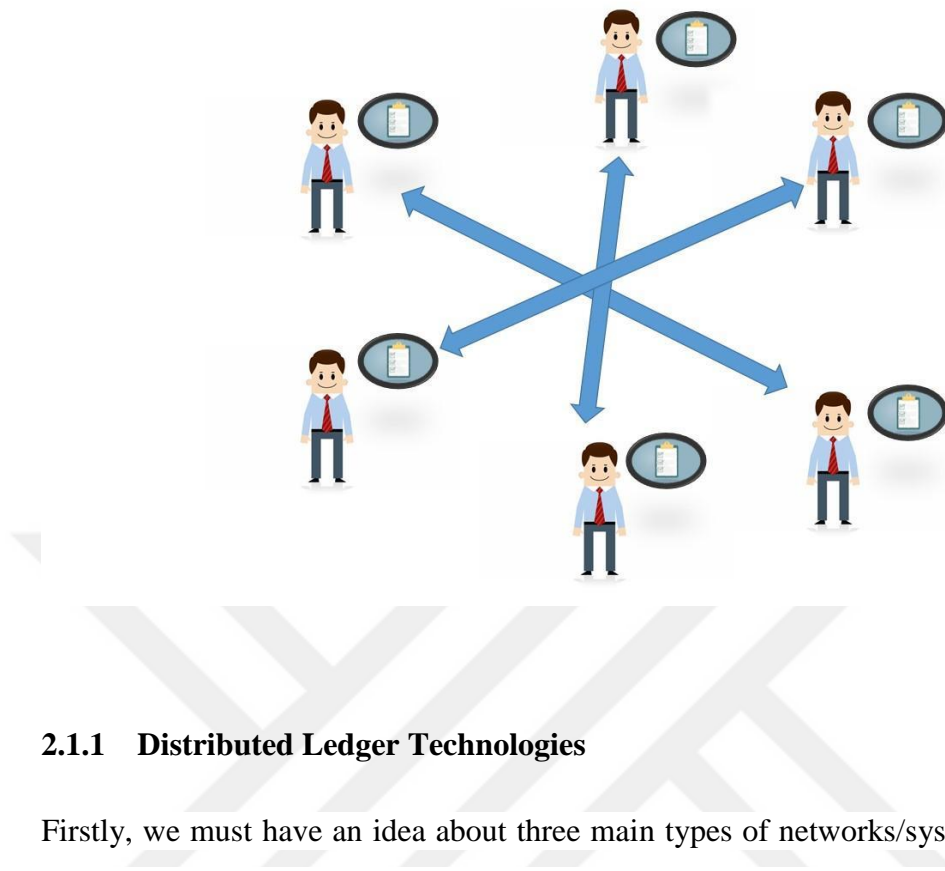 2.1.1 Distributed Ledger Technologies
Firstly, we must have an idea about three main types of networks/sys